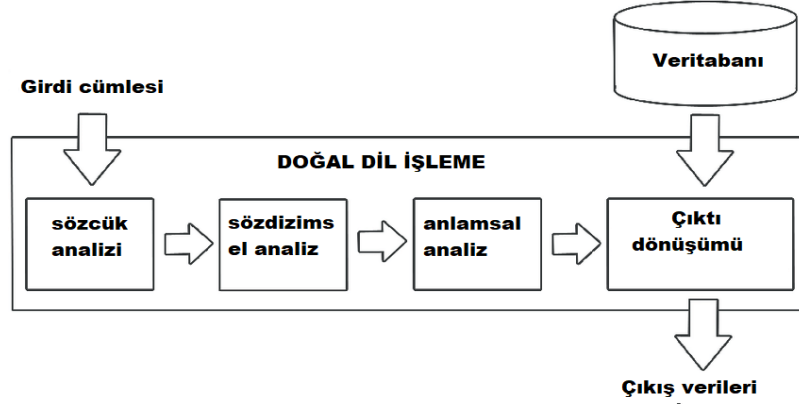 Veritabanı
Girdi cümlesi
DOĞAL DİL İŞLEME
sözcük
analizi
sözdizims
el analiz
anlamsal
analiz
Çıktı
dönüşümü
Çıkış verileri